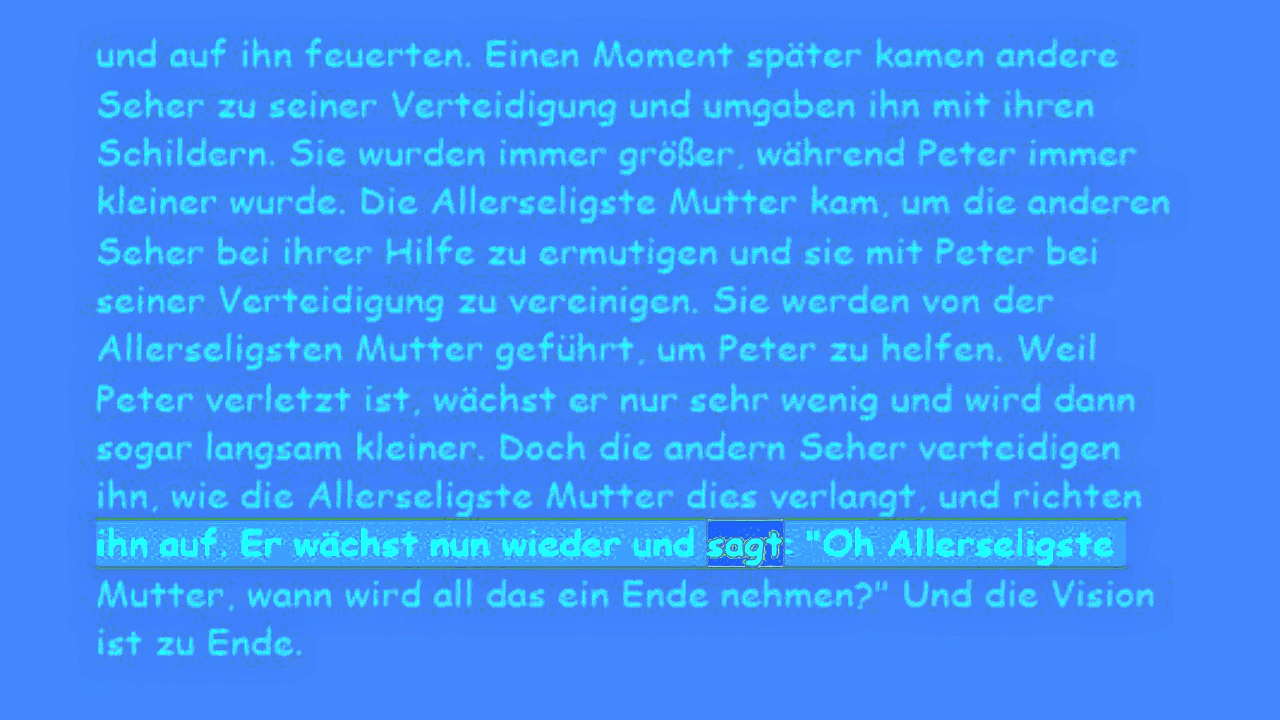 und auf ihn feuerten. Einen Moment später kamen andere
Seher zu seiner Verteidigung und umgaben ihn mit ihren
Schildern. Sie wurden immer größer, während Peter immer
kleiner wurde. Die Allerseligste Mutter kam, um die anderen
Seher bei ihrer Hilfe zu ermutigen und sie mit Peter bei
seiner Verteidigung zu vereinigen. Sie werden von der
Allerseligsten Mutter geführt, um Peter zu helfen. Weil
Peter verletzt ist, wächst er nur sehr wenig und wird dann
sogar langsam kleiner. Doch die andern Seher verteidigen
ihn, wie die Allerseligste Mutter dies verlangt, und richten
ihn auf. Er wächst nun wieder und sagt: "Oh Allerseligste
Mutter, wann wird all das ein Ende nehmen?" Und die Vision
ist zu Ende.